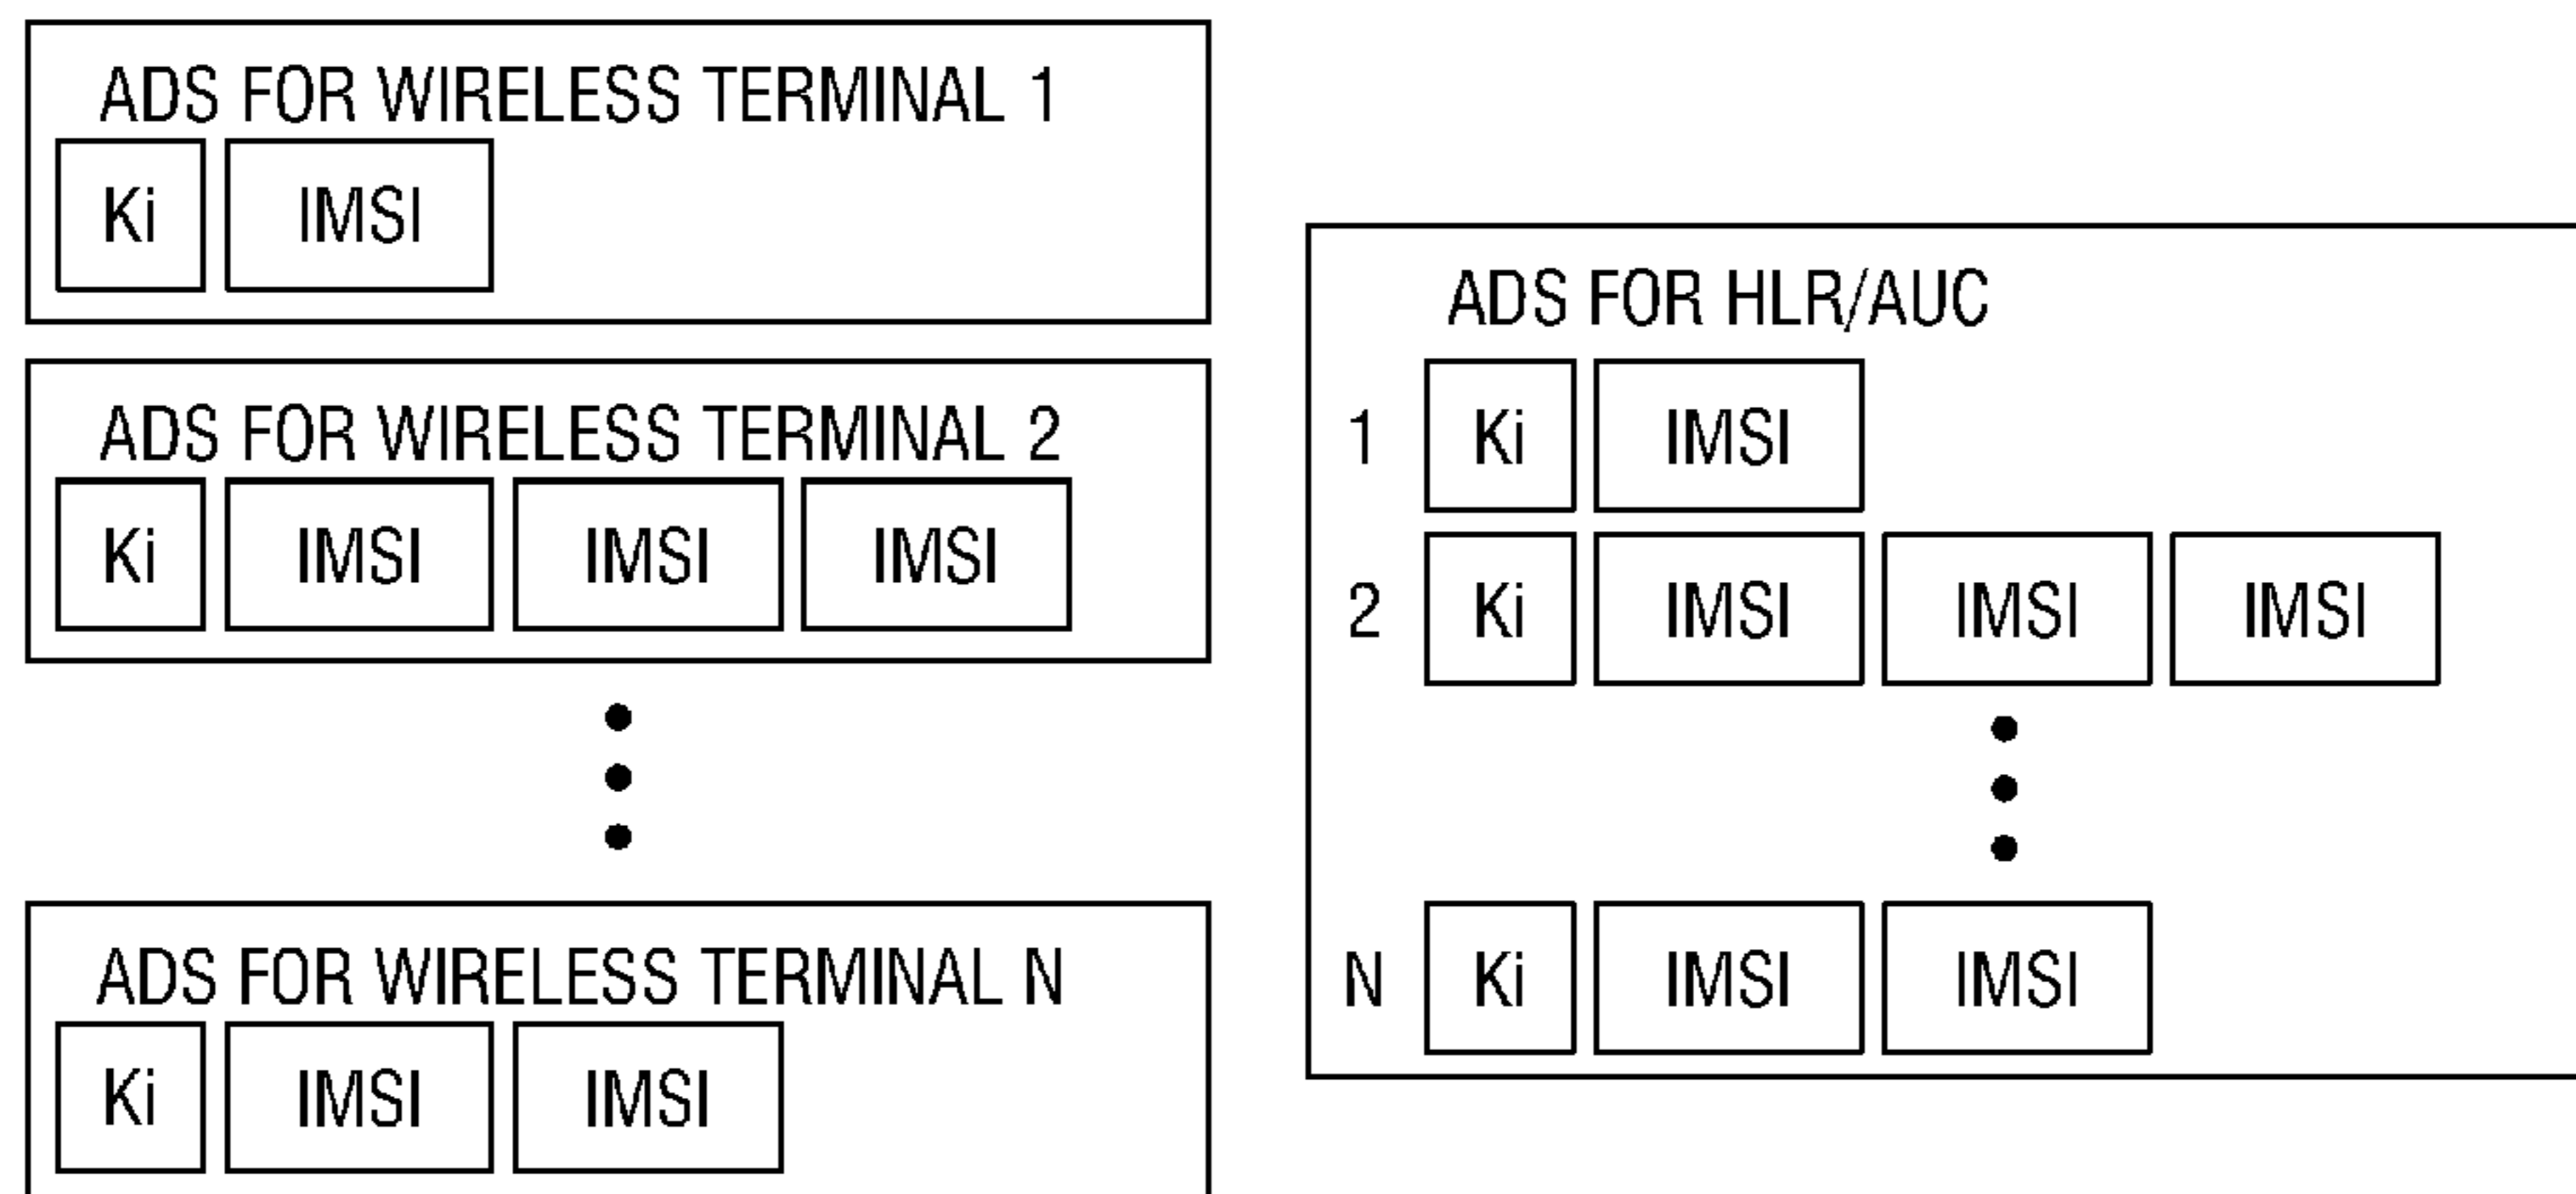 ADS FOR WIRELESS TERMINAL 1
Ki IMSI
ADS FOR WIRELESS TERMINAL 2
Ki IMSI IMSI IMSI
ADS FOR WIRELESS TERMINAL N
Ki IMSI IMSI
ADS FOR HLR/AUC
1 Ki IMSI
2 Ki IMSI IMSI IMSI
N Ki IMSI IMSI